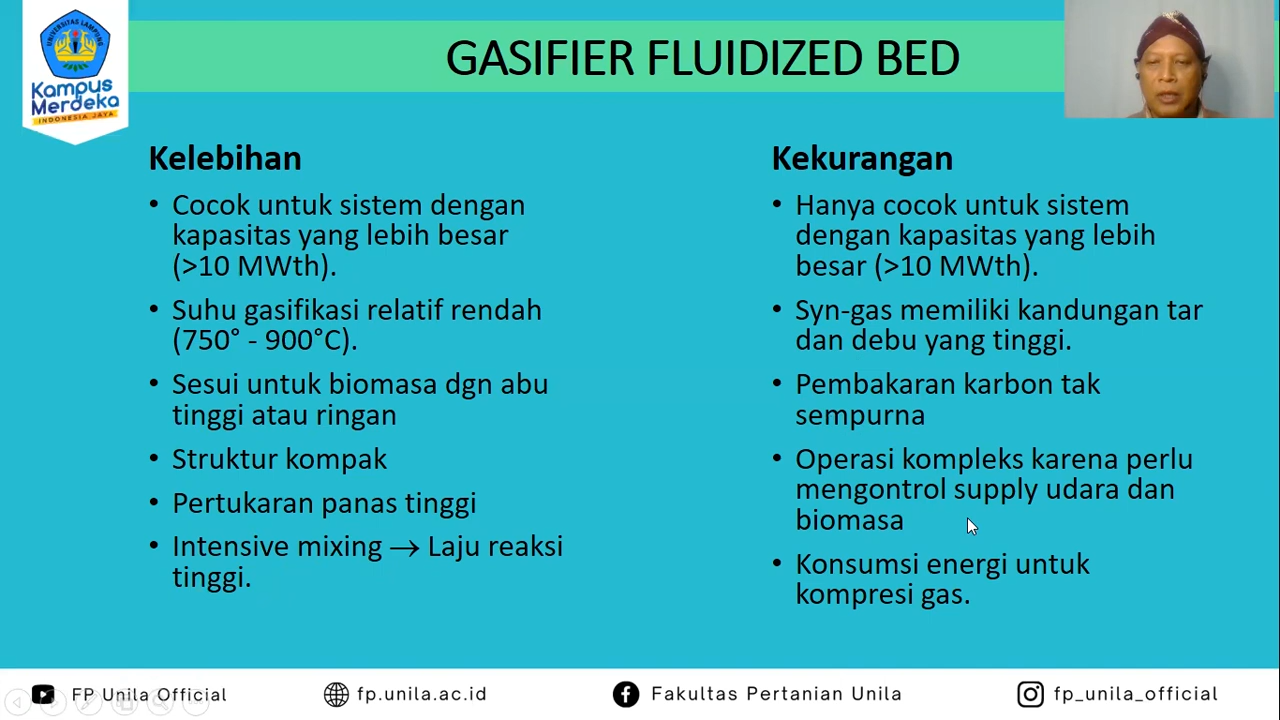 UNIVERSITAS LAMPUNG
Kampus
Merdeka
INDONESIA JAYA
GASIFIER FLUIDIZED BED
Kelebihan
• Cocok untuk sistem dengan
kapasitas yang lebih besar
(>10 MWth).
• Suhu gasifikasi relatif rendah
(750° - 900°C).
• Sesui untuk biomasa dgn abu
tinggi atau ringan
• Struktur kompak
• Pertukaran panas tinggi
• Intensive mixing → Laju reaksi
tinggi.
Kekurangan
• Hanya cocok untuk sistem
dengan kapasitas yang lebih
besar (>10 MWth).
• Syn-gas memiliki kandungan tar
dan debu yang tinggi.
• Pembakaran karbon tak
sempurna
• Operasi kompleks karena perlu
mengontrol supply udara dan
biomasa
• Konsumsi energi untuk
kompresi gas.
FP Unila Official
fp.unila.ac.id
Fakultas Pertanian Unila
fp_unila_official